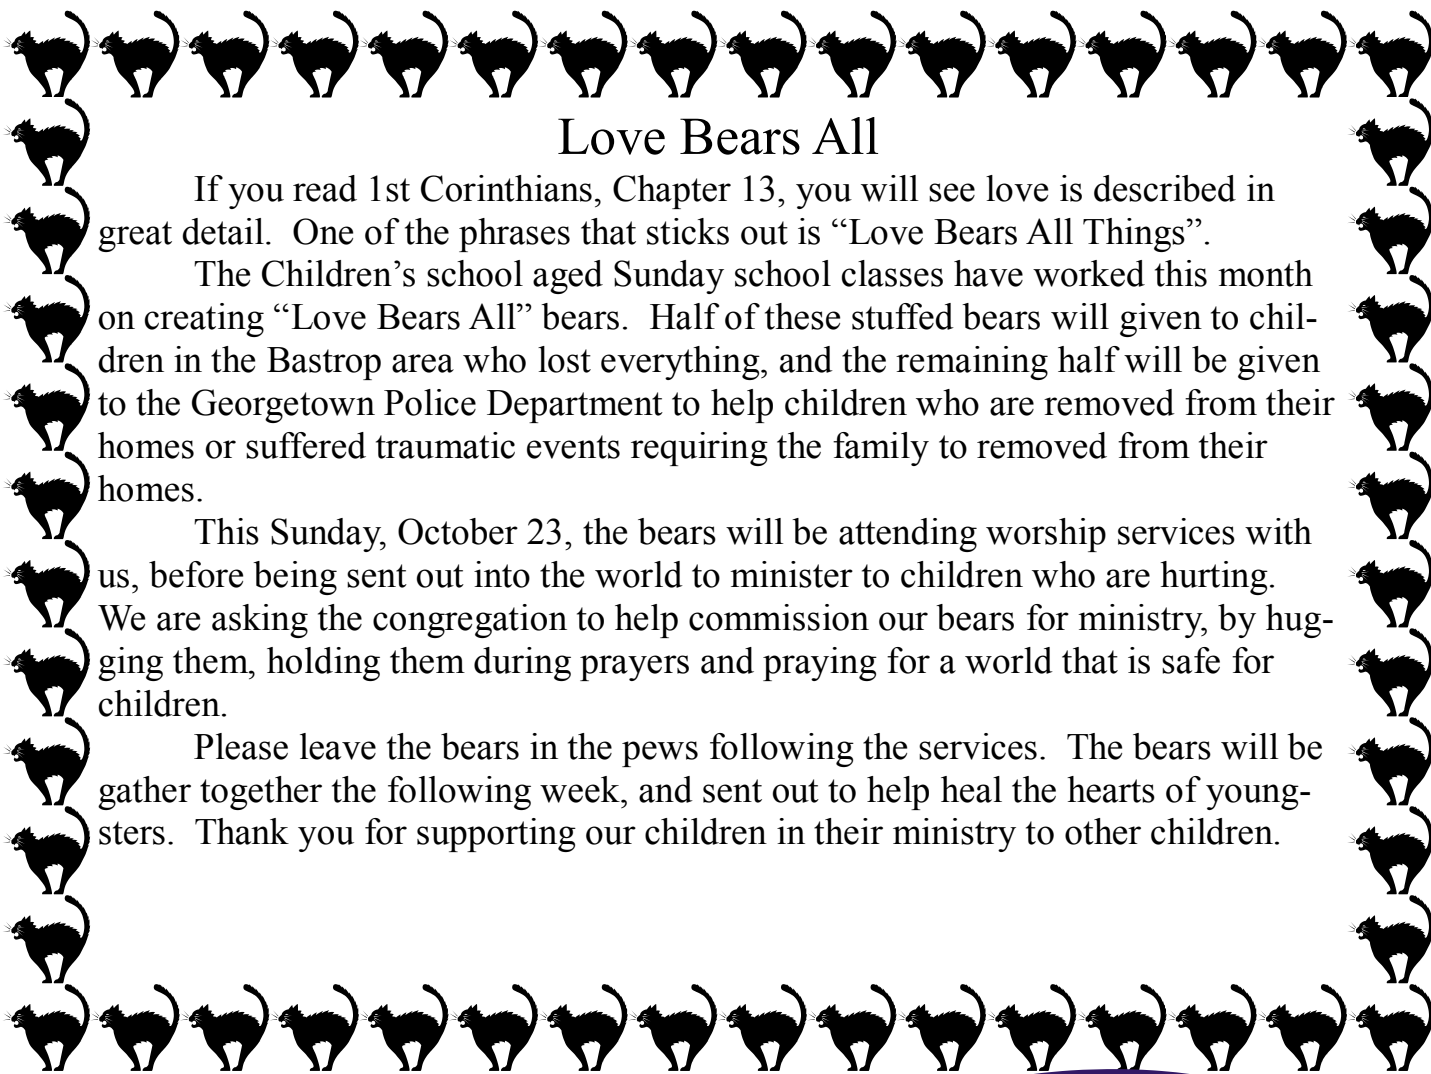 Love Bears All
If you read 1st Corinthians, Chapter 13, you will see love is described in
great detail.  One of the phrases that sticks out is “Love Bears All Things”.
The Children’s school aged Sunday school classes have worked this month
on creating “Love Bears All” bears.  Half of these stuffed bears will given to chil-
dren in the Bastrop area who lost everything, and the remaining half will be given
to the Georgetown Police Department to help children who are removed from their
homes or suffered traumatic events requiring the family to removed from their
homes.
This Sunday, October 23, the bears will be attending worship services with
us, before being sent out into the world to minister to children who are hurting.
We are asking the congregation to help commission our bears for ministry, by hug-
ging them, holding them during prayers and praying for a world that is safe for
children.
Please leave the bears in the pews following the services.  The bears will be
gather together the following week, and sent out to help heal the hearts of young-
sters.  Thank you for supporting our children in their ministry to other children.